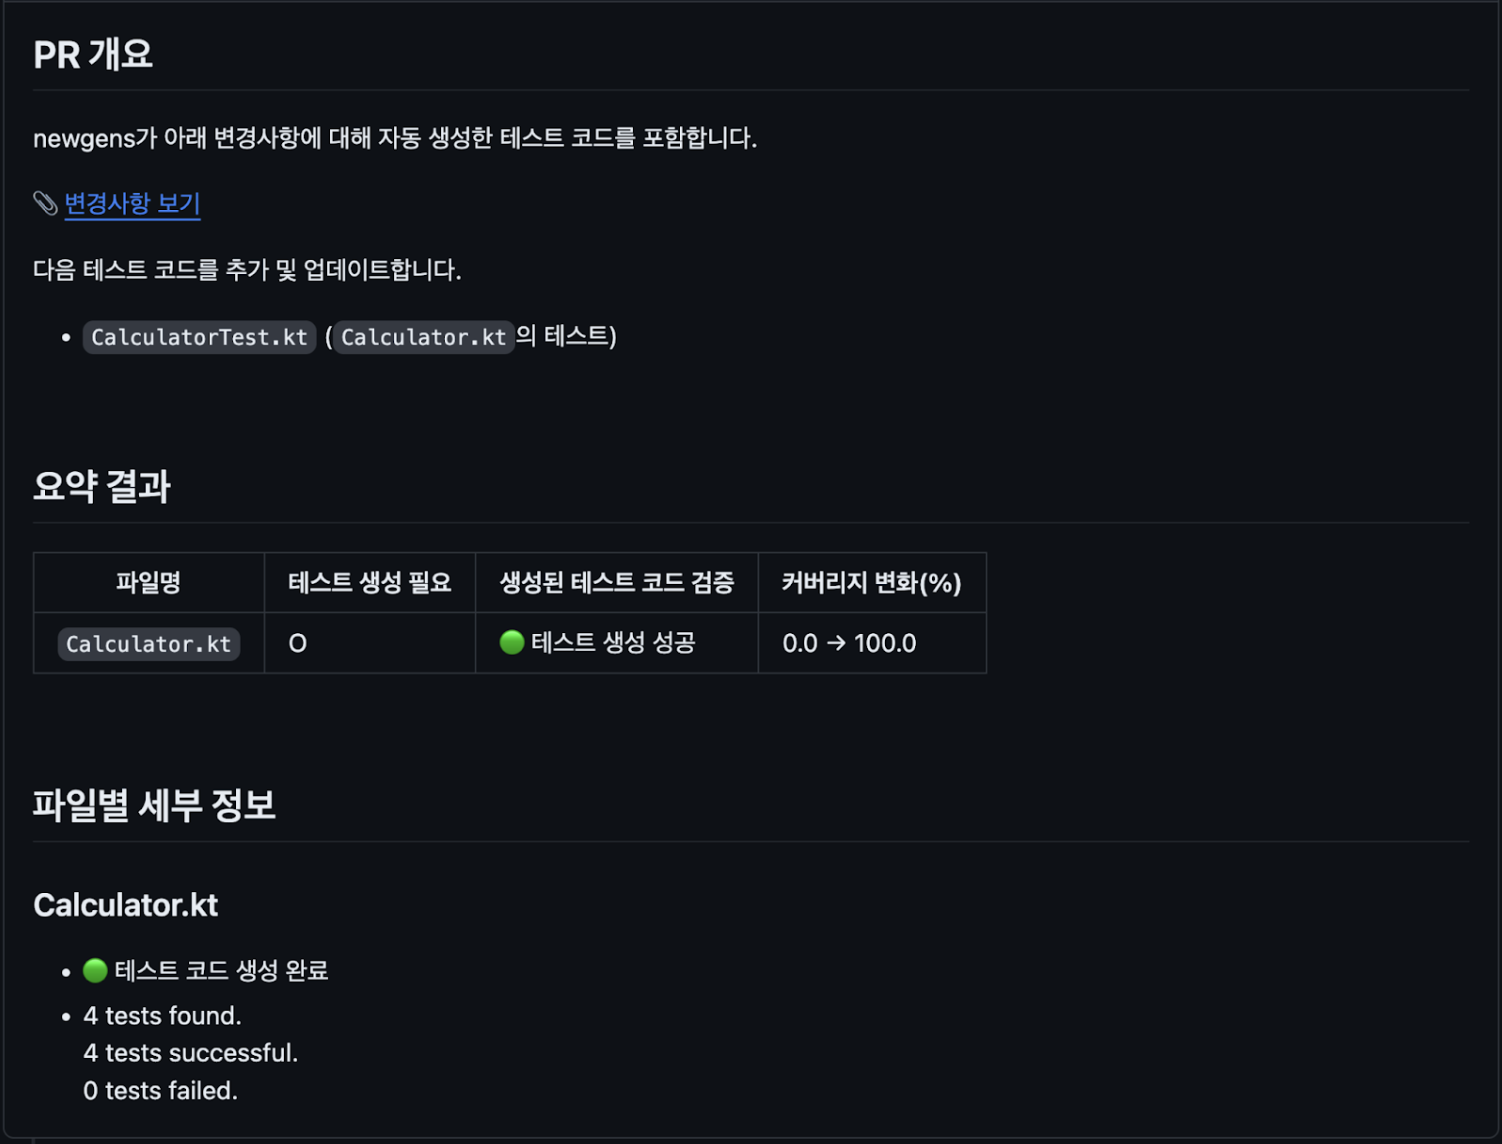 PR 개요
newgens가 아래 변경사항에 대해 자동 생성한 테스트 코드를 포함합니다.
변경사항 보기
다음 테스트 코드를 추가 및 업데이트합니다.
• CalculatorTest.kt (Calculator.kt의 테스트)
요약 결과
파일명 테스트 생성 필요 생성된 테스트 코드 검증 커버리지 변화(%)
Calculator.kt O 테스트 생성 성공 0.0 → 100.0
파일별 세부 정보
Calculator.kt
• 테스트 코드 생성 완료
• 4 tests found.
4 tests successful.
0 tests failed.